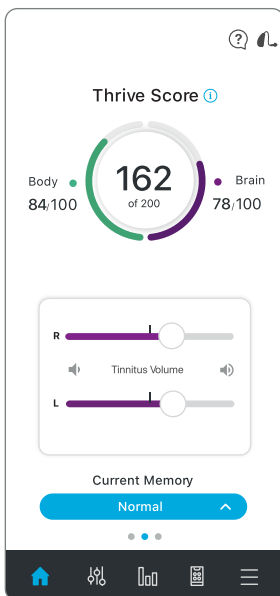 ?
Thrive Score i
162
of 200
Body
84/100
Brain
78/100
R
Tinnitus Volume
L
Current Memory
Normal